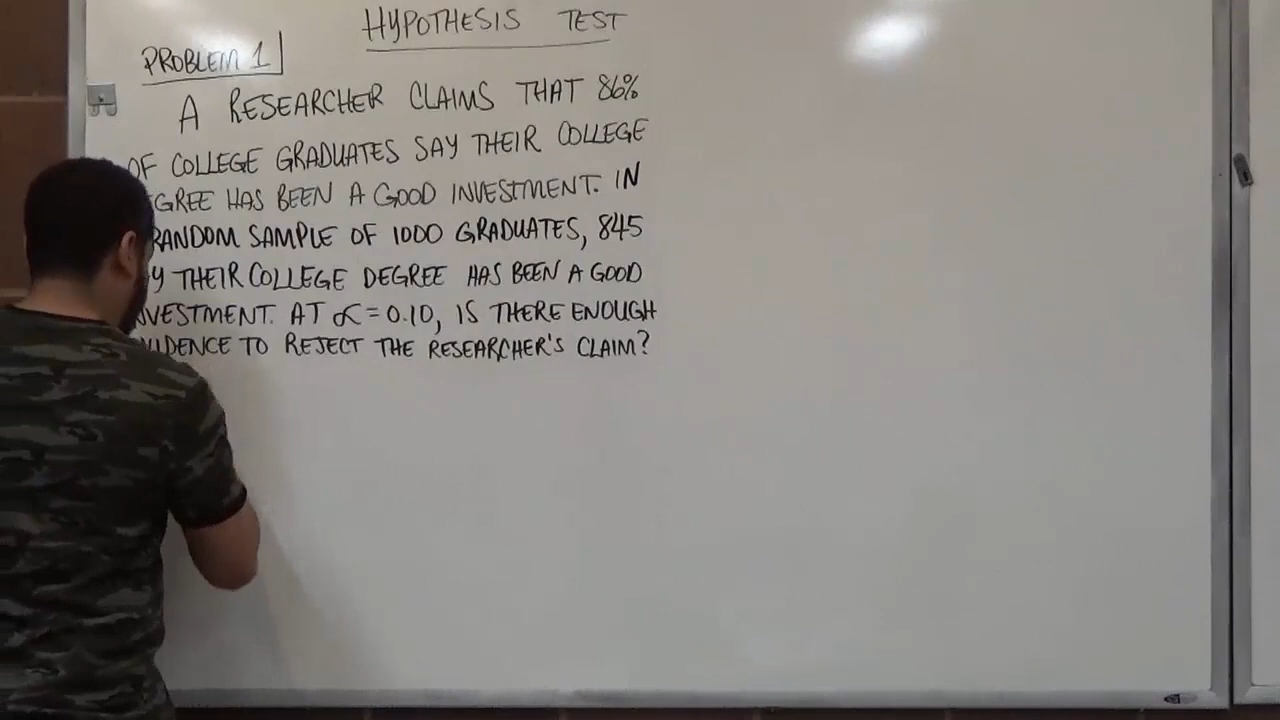 HYPOTHESIS TEST
PROBLEM 1
A RESEARCHER CLAIMS THAT 86%
OF COLLEGE GRADUATES SAY THEIR COLLEGE
EGREE HAS BEEN A GOOD INVESTMENT. IN
RANDOM SAMPLE OF 1000 GRADUATES, 845
Y THEIR COLLEGE DEGREE HAS BEEN A GOOD
VESTMENT. AT α = 0.10, IS THERE ENOUGH
IDENCE TO REJECT THE RESEARCHER'S CLAIM?